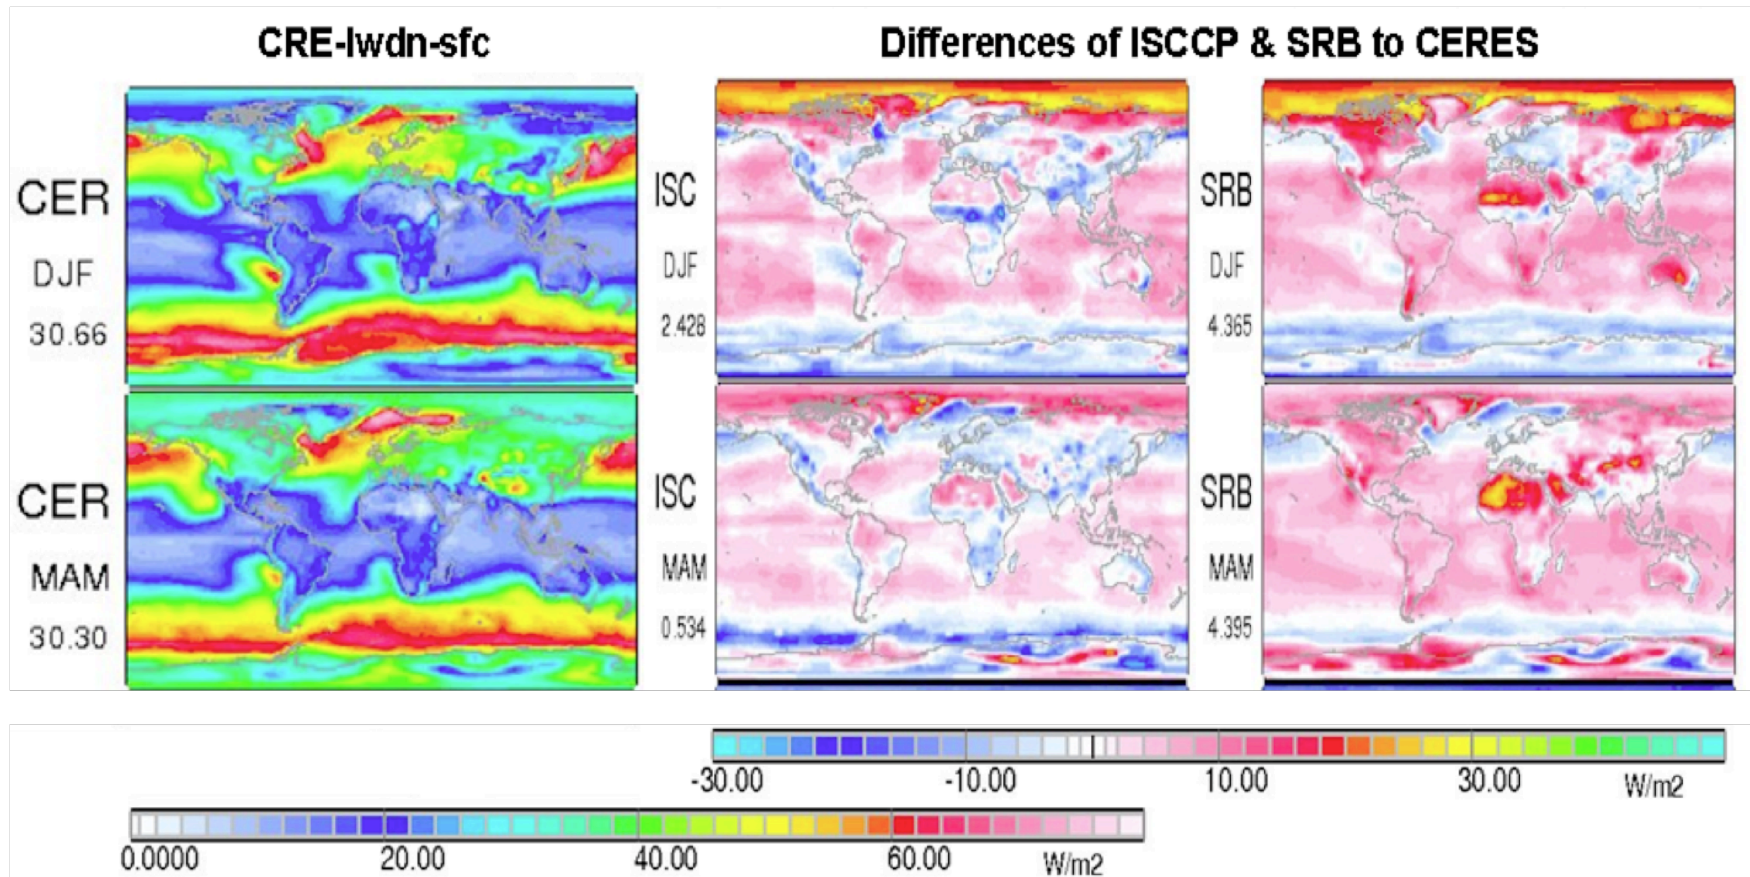 CRE-lwdn-sfc
Differences of ISCCP & SRB to CERES
CER
DJF
30.66
ISC
DJF
2.428
SRB
DJF
4.365
CER
MAM
30.30
ISC
MAM
0.534
SRB
MAM
4.395
-30.00 -10.00 10.00 30.00 W/m2
0.0000 20.00 40.00 60.00 W/m2